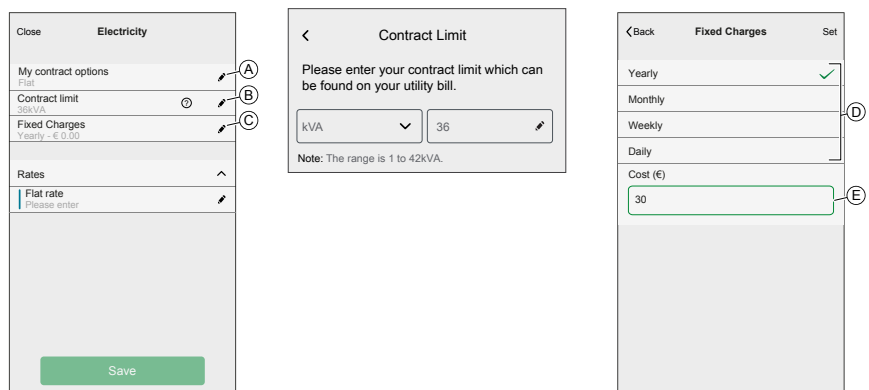 Close Electricity
My contract options
Flat
A
Contract limit
36kVA
B
Fixed Charges
Yearly - € 0.00
C
Rates
Flat rate
Please enter
Save
Contract Limit
Please enter your contract limit which can
be found on your utility bill.
kVA 36
Note: The range is 1 to 42kVA.
Back Fixed Charges Set
Yearly
Monthly
Weekly
Daily
D
Cost (€)
30
E